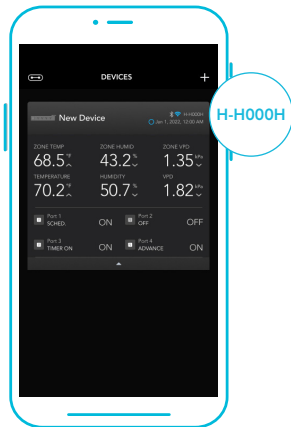 DEVICES +
New Device H-H000H
Jan 1, 2022, 12:00 AM
H-H000H
ZONE TEMP ZONE HUMID ZONE VPD
68.5 °F 43.2 % 1.35 kPa
TEMPERATURE HUMIDITY VPD
70.2 °F 50.7 % 1.82 kPa
Port 1 Port 2
SCHED. ON OFF OFF
Port 3 Port 4
TIMER ON ON ADVANCE ON